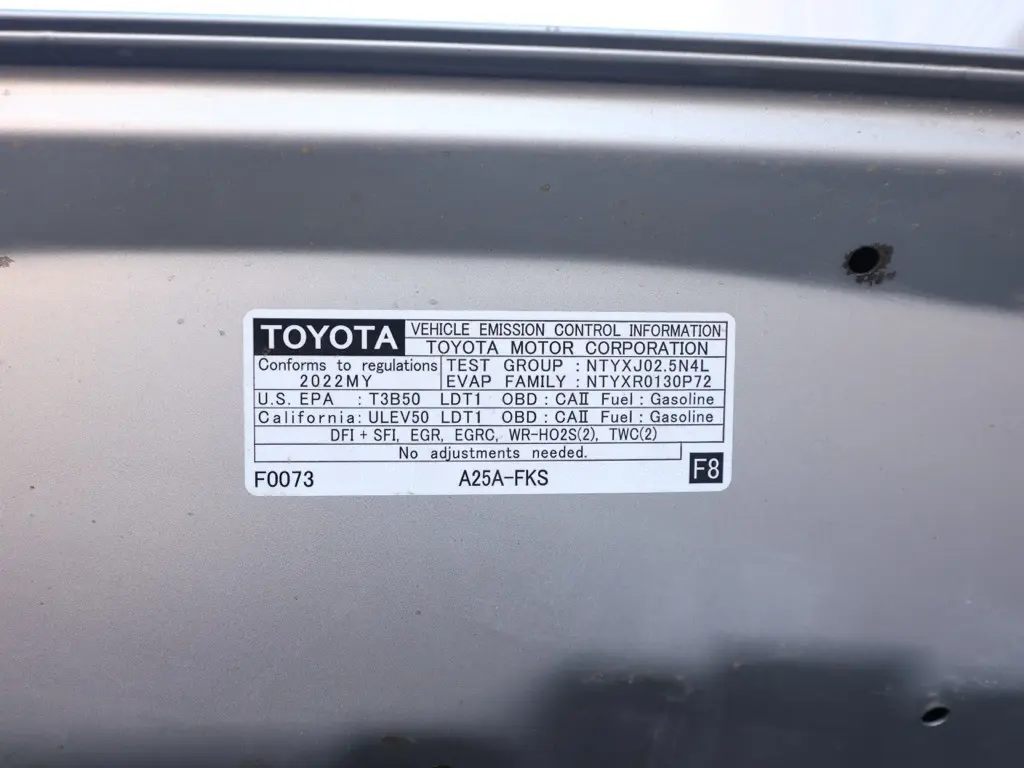 TOYOTA VEHICLE EMISSION CONTROL INFORMATION
TOYOTA MOTOR CORPORATION
Conforms to regulations TEST GROUP : NTYXJ02.5N4L
2022MY EVAP FAMILY : NTYXR0130P72
U.S. EPA : T3B50 LDT1 OBD : CAⅡ Fuel : Gasoline
California : ULEV50 LDT1 OBD : CAⅡ Fuel : Gasoline
DFI + SFI, EGR, EGRC, WR-HO2S(2), TWC(2)
No adjustments needed.
F0073 A25A-FKS F8